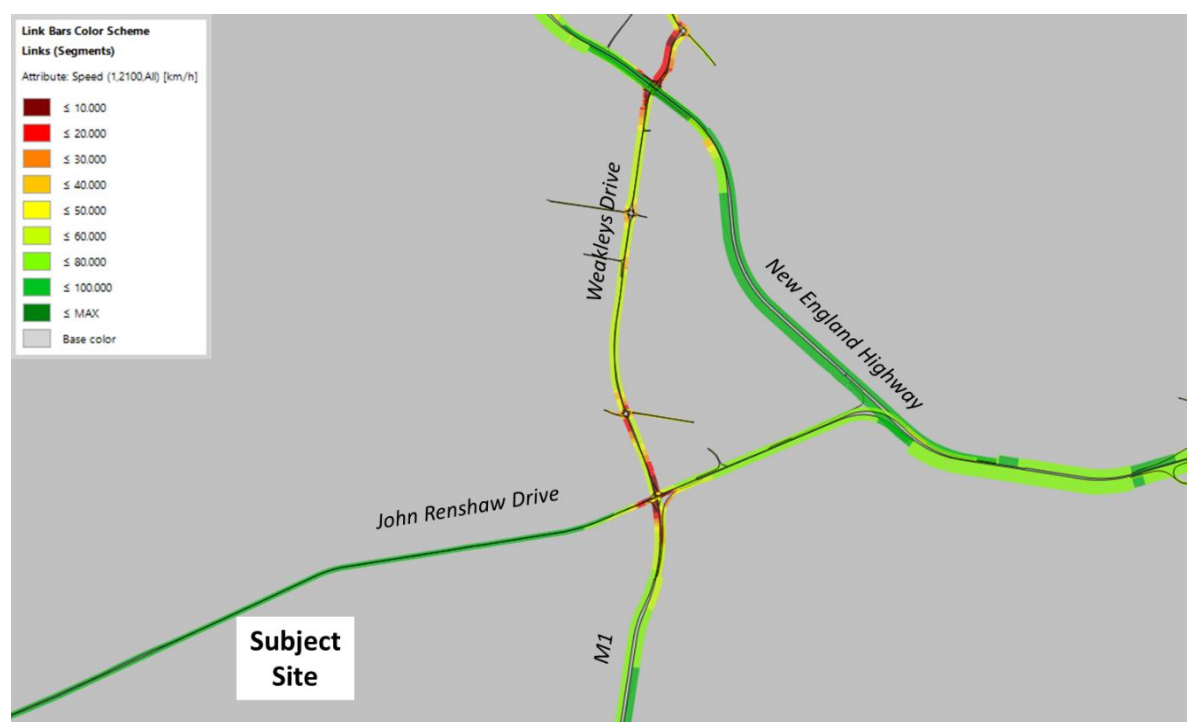 Link Bars Color Scheme
Links (Segments)
Attribute: Speed (1,2100,All) [km/h]
≤ 10.000
≤ 20.000
≤ 30.000
≤ 40.000
≤ 50.000
≤ 60.000
≤ 80.000
≤ 100.000
≤ MAX
Base color
Weakleys Drive
New England Highway
John Renshaw Drive
Subject
Site
M1